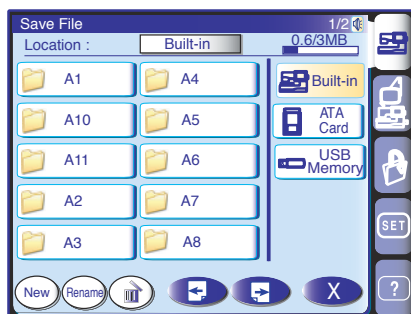 Save File 1/2
Location : Built-in 0.6/3MB
A1 A4 Built-in
A10 A5 ATA Card
A11 A6 USB Memory
A2 A7
A3 A8 SET
New Rename X ?